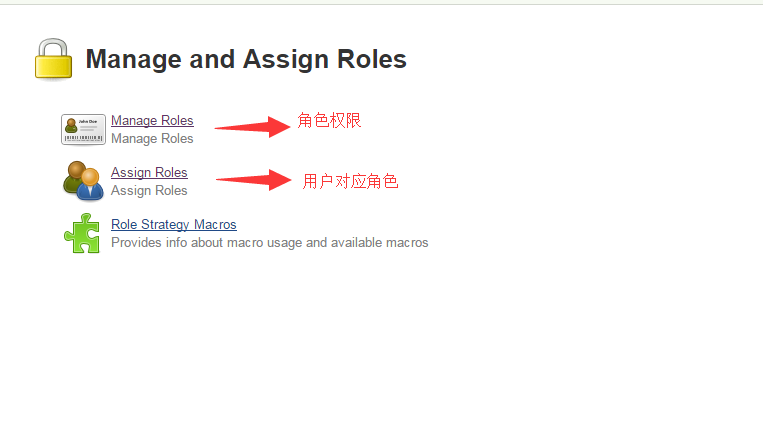 Manage and Assign Roles
John Doe
Manage Roles
角色权限
Manage Roles
Assign Roles
用户对应角色
Assign Roles
Role Strategy Macros
Provides info about macro usage and available macros